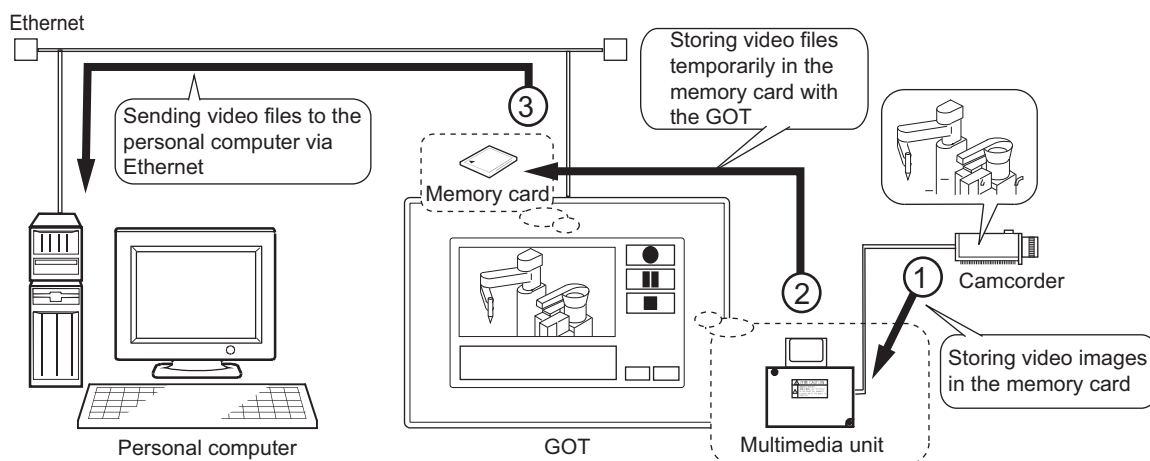 Ethernet
Storing video files
temporarily in the
memory card with
the GOT
3
Sending video files to the
personal computer via
Ethernet
Memory card
2
1
Camcorder
Storing video images
in the memory card
Personal computer
GOT
Multimedia unit